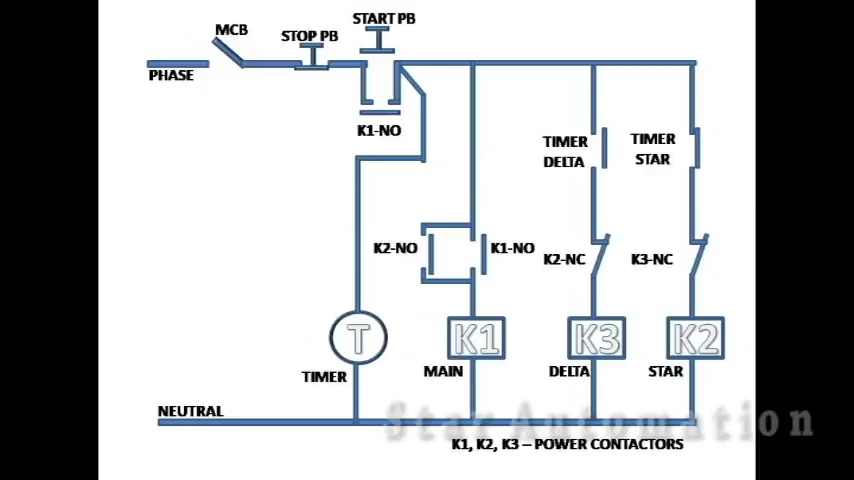 START PB
MCB
STOP PB
PHASE
K1-NO
TIMER
DELTA
TIMER
STAR
K2-NO
K1-NO
K2-NC
K3-NC
T
K1
K3
K2
TIMER
MAIN
DELTA
STAR
NEUTRAL
Star Automation
K1, K2, K3 – POWER CONTACTORS